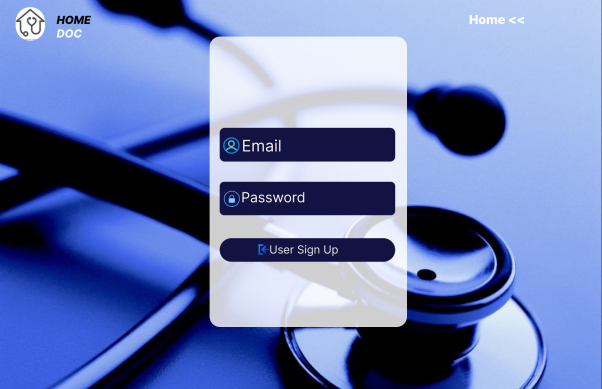 HOME
DOC
Home <<
Email
Password
User Sign Up